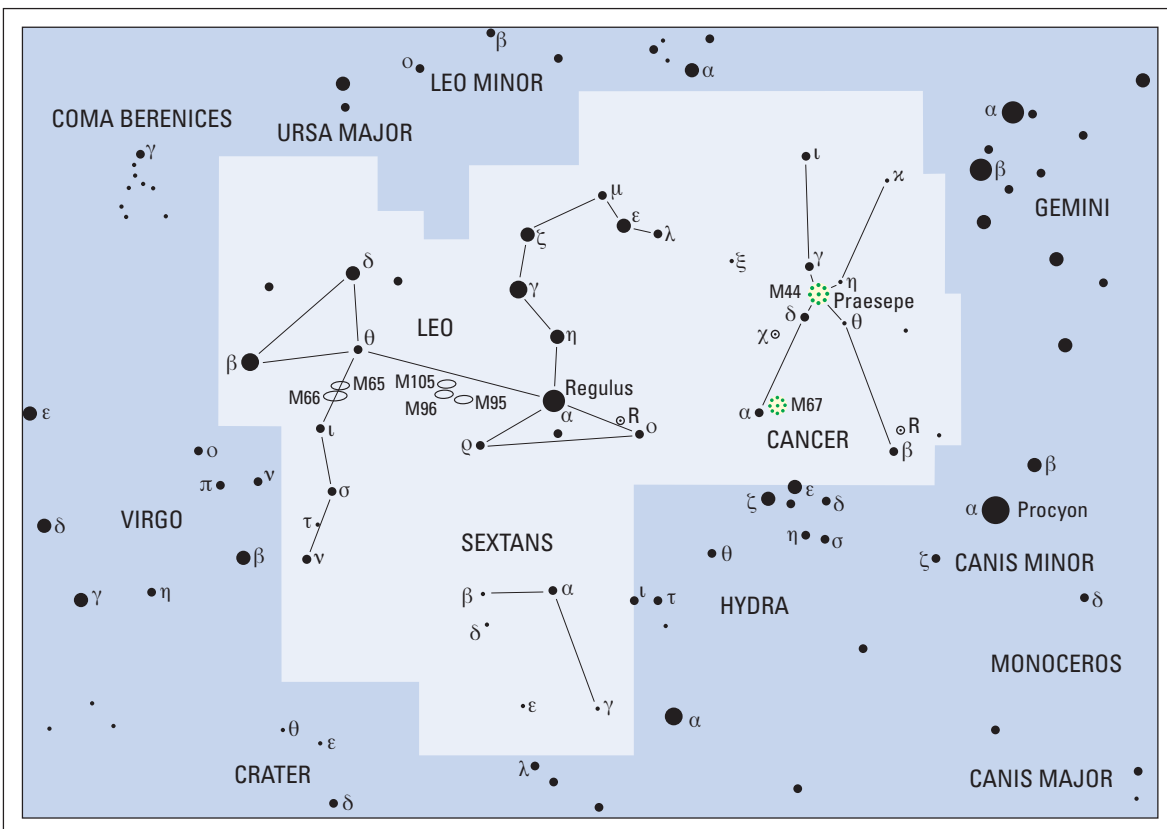 β
ο
α
LEO MINOR
COMA BERENICES
URSA MAJOR
α
γ
ι
ϰ
β
GEMINI
μ
ε
ζ
λ
δ
γ
ξ
γ
η
M44
Praesepe
δ
θ
θ
LEO
η
χ
β
M65
M66
M105
M96
M95
Regulus
α
R
ο
ϱ
α
M67
CANCER
R
β
ε
ι
ο
ν
π
σ
τ
ν
δ
VIRGO
β
γ
η
SEXTANS
ζ
ε
δ
η
σ
θ
β
α
Procyon
ζ
CANIS MINOR
β
α
δ
ι
τ
HYDRA
δ
MONOCEROS
ε
γ
α
θ
ε
CRATER
δ
λ
CANIS MAJOR